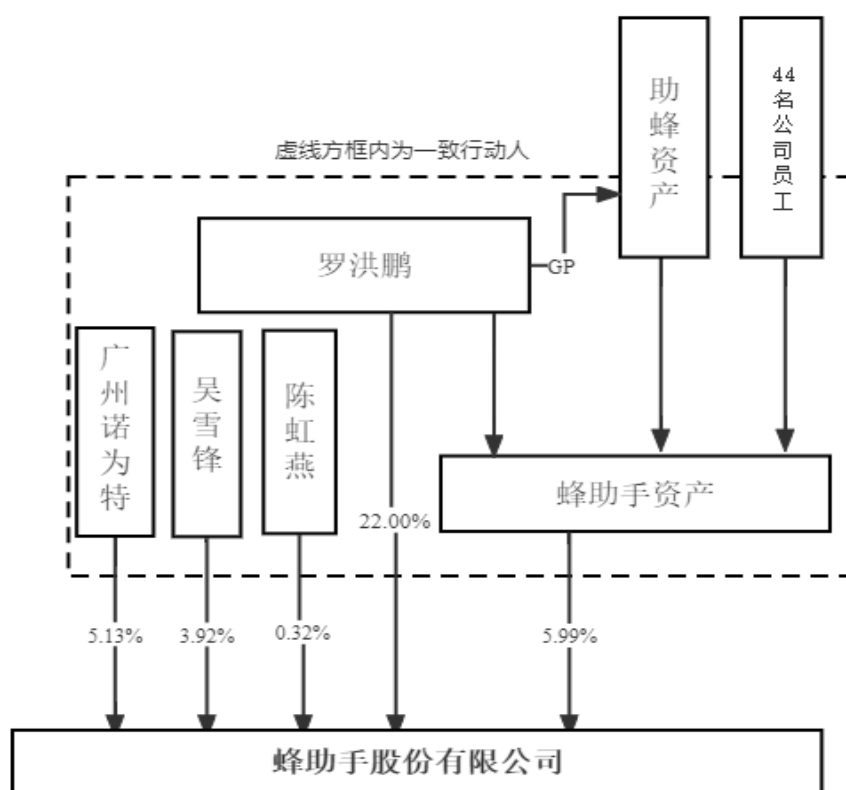 助蜂资产
44名公司员工
虚线方框内为一致行动人
罗洪鹏
GP
广州诺为特
吴雪锋
陈虹燕
蜂助手资产
22.00%
5.13%
3.92%
0.32%
5.99%
蜂助手股份有限公司